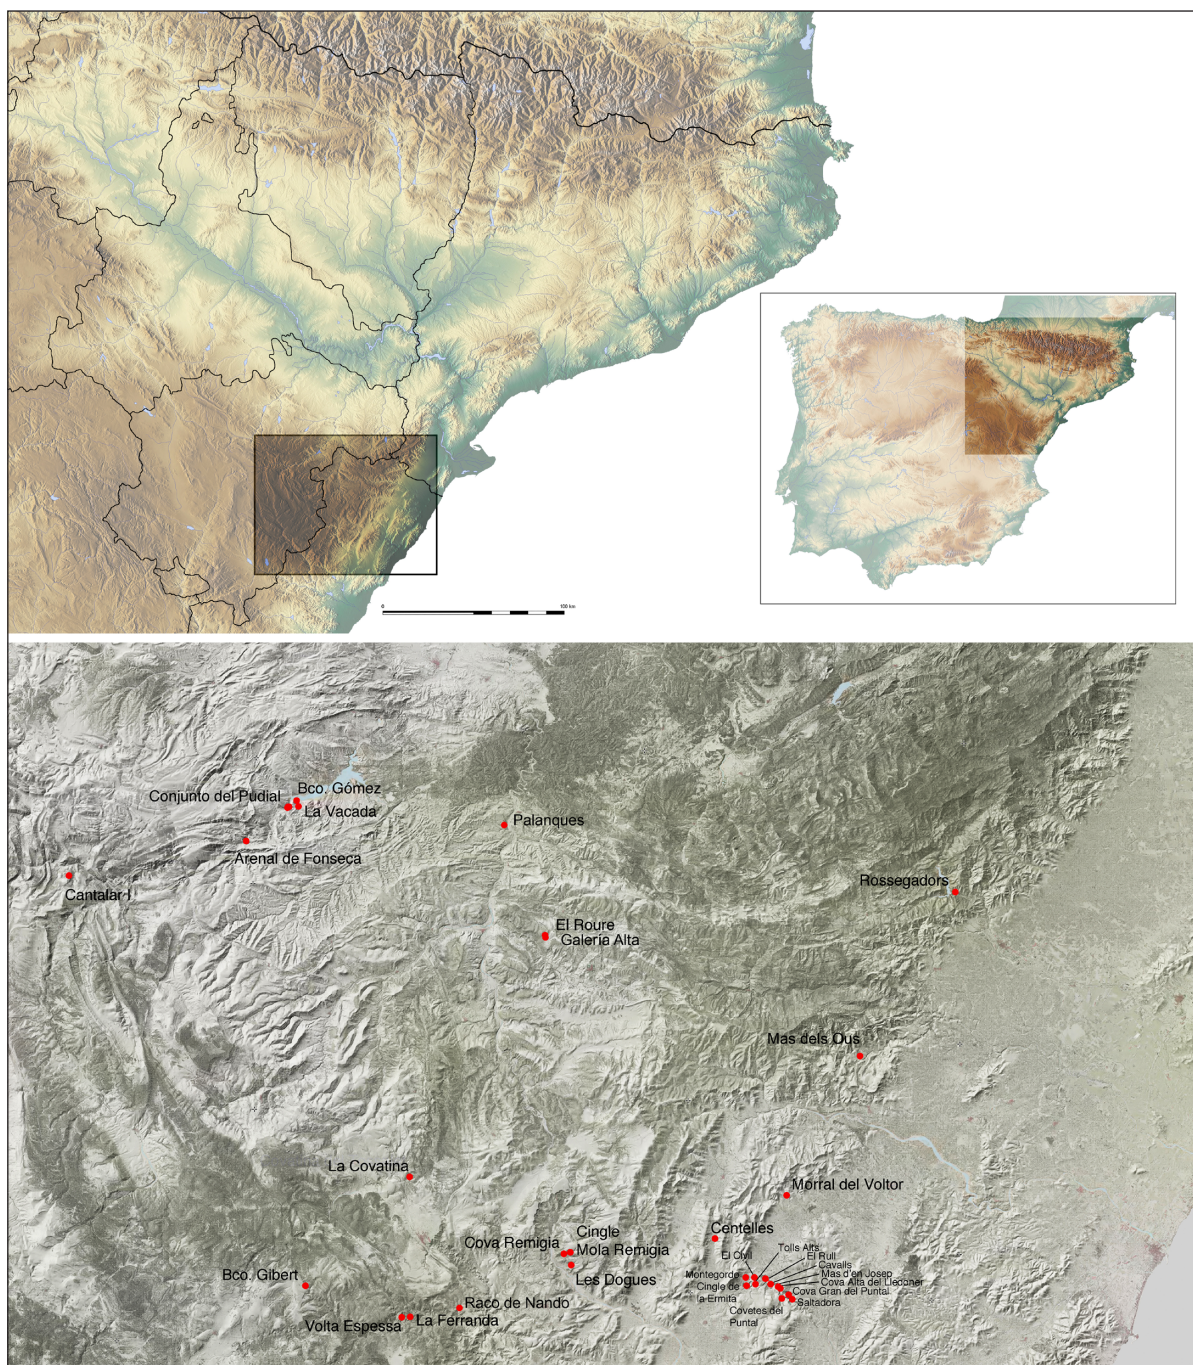 0
100 km
Bco. Gómez
Conjunto del Pudial
La Vacada
Palanques
Arenal de Fonseca
Cantalar I
Rossegadors
El Roure
Galería Alta
Mas dels Ous
La Covatina
Morral del Voltor
Centelles
Cingle
Cova Remigia
Mola Remigia
Tolls Alts
El Civil
El Rull
Cavalls
Les Dogues
Montegordo
Mas d'en Josep
Cingle de
la Ermita
Cova Alta del Lledoner
Bco. Gibert
Cova Gran del Puntal
Saltadora
Raco de Nando
Covetes del
Puntal
La Ferranda
Volta Espessa